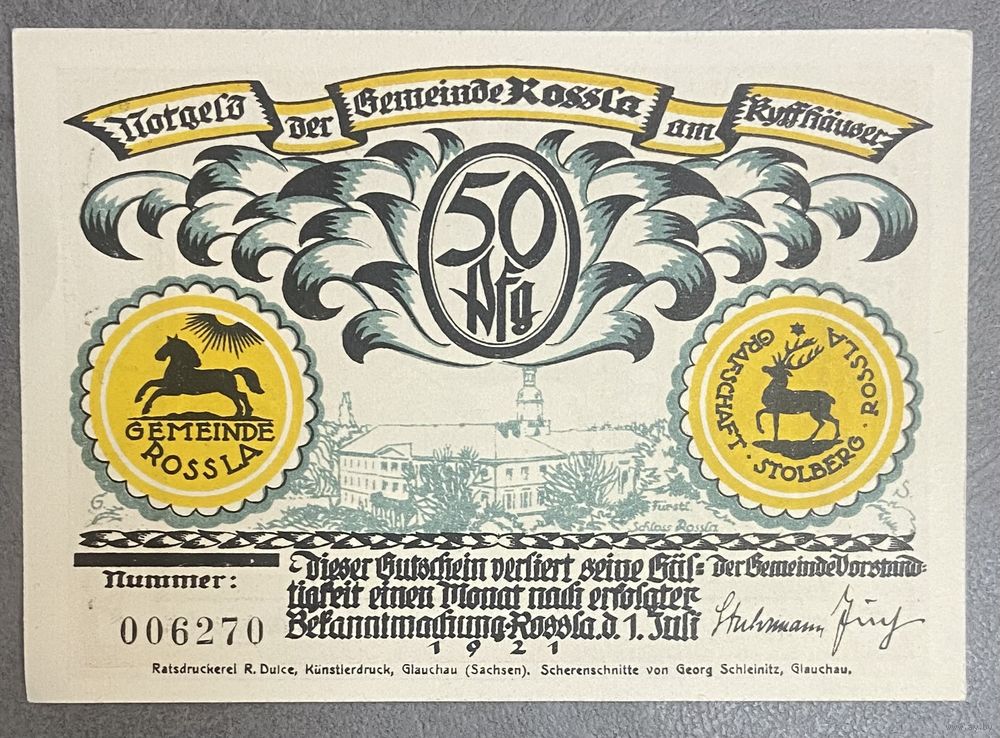 Notgeld der Gemeinde Rossla am Kyffhäuser
50
Pfg
GEMEINDE
ROSSLA
GRAFSCHAFT · STOLBERG · ROSSLA
G S
Fürstl.
Schloss Rossla
Nummer:
006270
Dieser Gutschein verliert seine Gül=
tigkeit einen Monat nach erfolgter
Bekanntmachung·Rossla.d.1.Juli
1921
der Gemeinde Vorstand=
Ratsdruckerei R. Dulce, Künstlerdruck, Glauchau (Sachsen). Scherenschnitte von Georg Schleinitz, Glauchau.